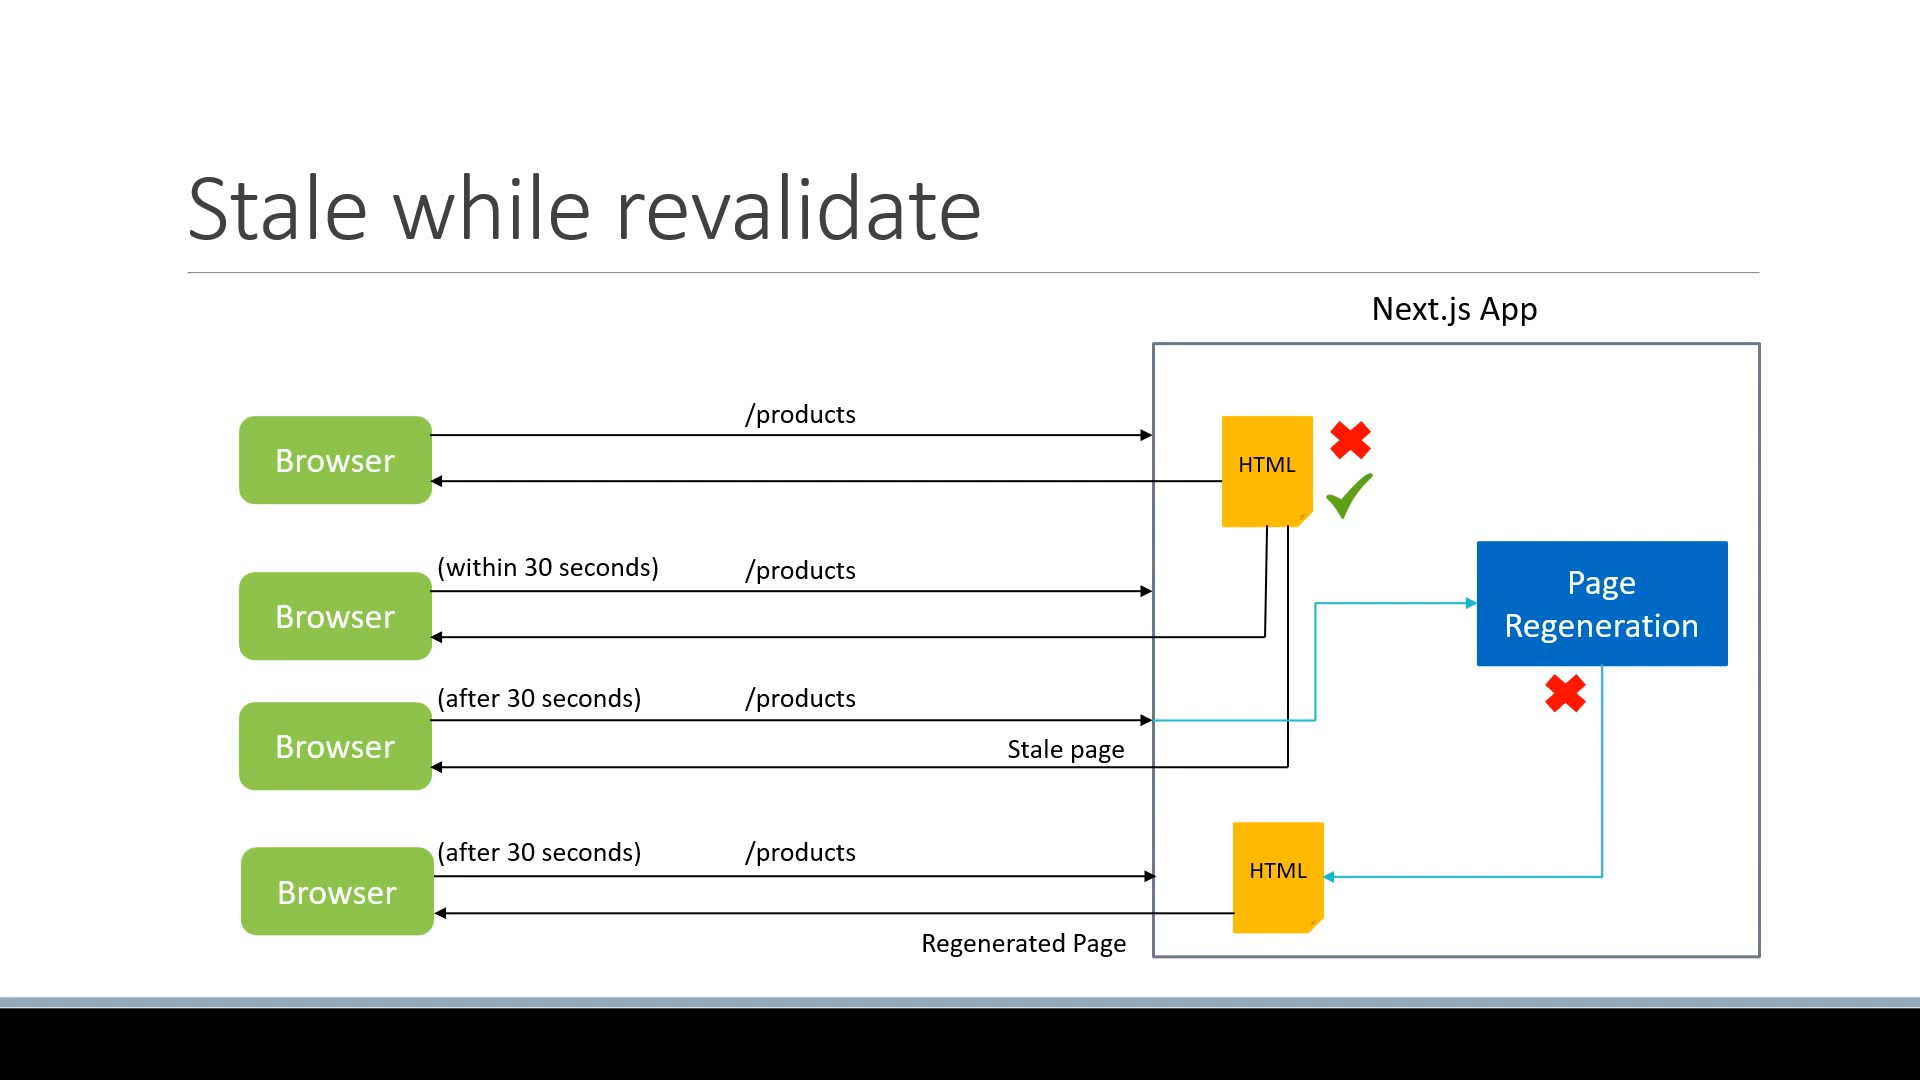 Stale while revalidate
Next.js App
/products
Browser
HTML
(within 30 seconds)
/products
Browser
Page
Regeneration
(after 30 seconds)
/products
Browser
Stale page
(after 30 seconds)
/products
Browser
HTML
Regenerated Page